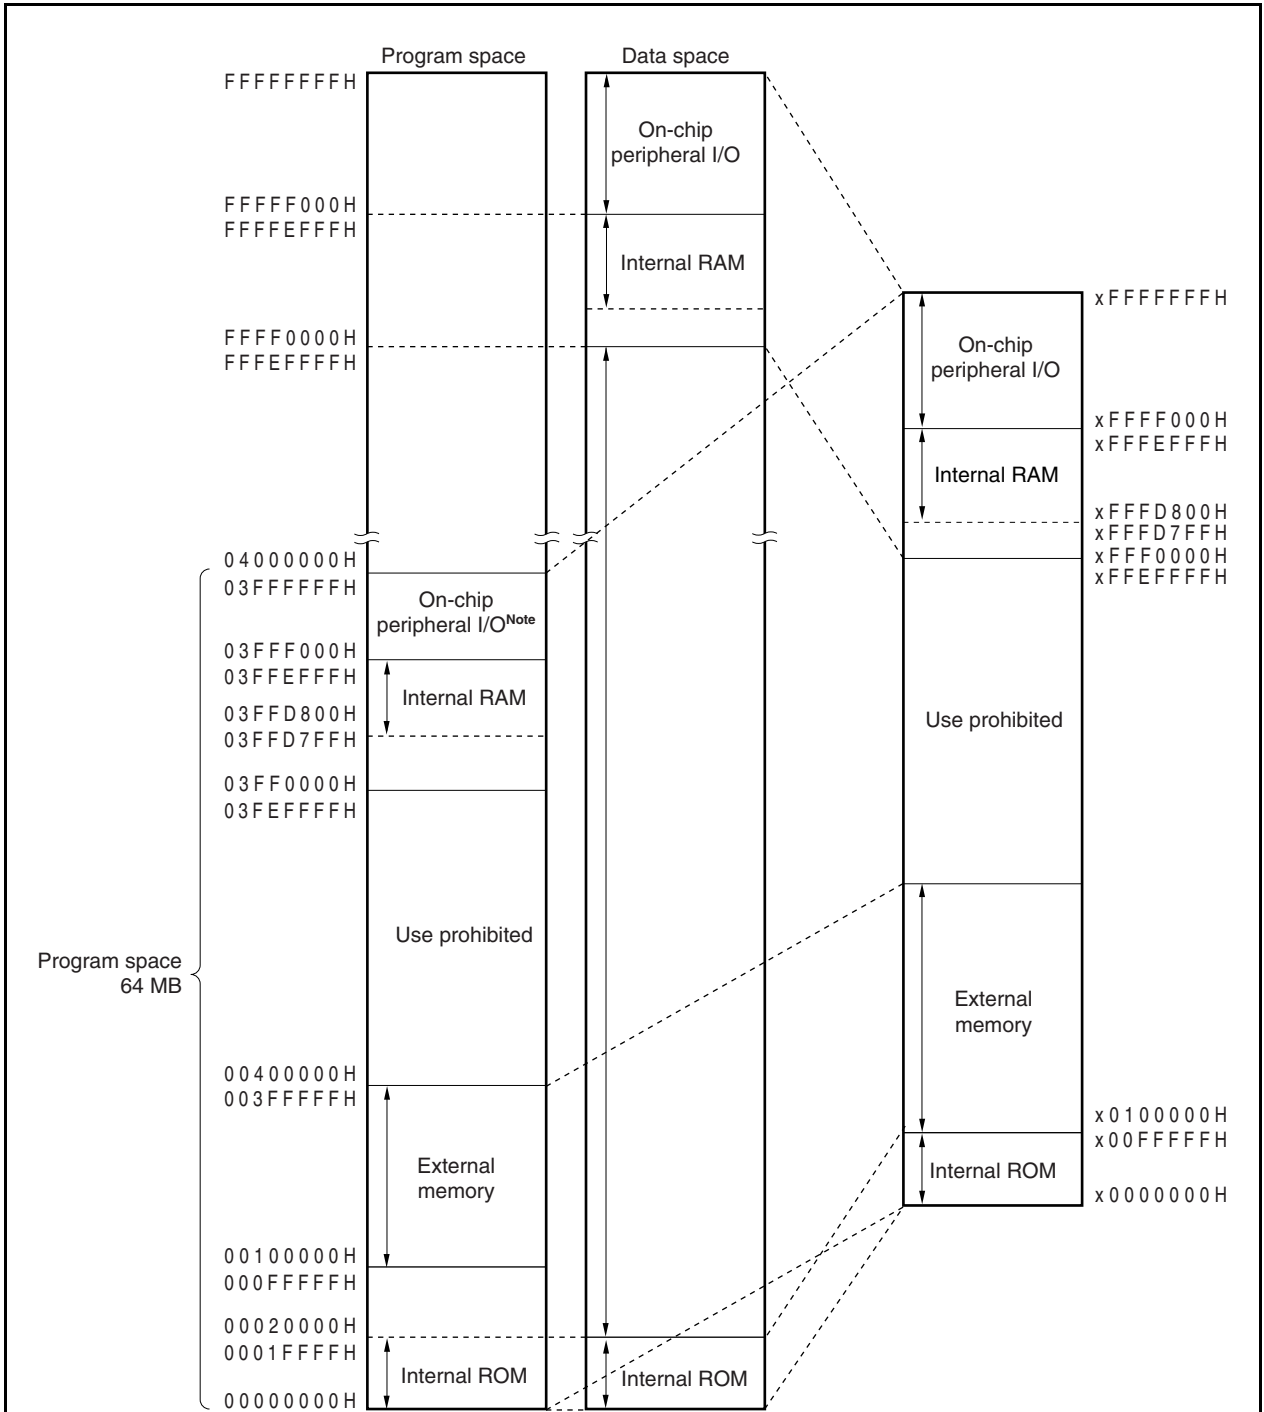 Program space
Data space
FFFFFFFFH
On-chip
peripheral I/O
FFFFF000H
FFFFEFFFH
Internal RAM
FFFF0000H
FFFEFFFFH
xFFFFFFFH
On-chip
peripheral I/O
xFFFF000H
xFFFEFFFH
Internal RAM
xFFFD800H
xFFFD7FFH
xFFF0000H
xFFEFFFFH
04000000H
03FFFFFFH
On-chip
peripheral I/ONote
03FFF000H
03FFEFFFH
Internal RAM
03FFD800H
03FFD7FFH
03FF0000H
03FEFFFFH
Use prohibited
Use prohibited
Program space
64 MB
00400000H
003FFFFFH
External
memory
External
memory
x0100000H
x00FFFFFH
Internal ROM
x0000000H
00100000H
000FFFFFH
00020000H
0001FFFFH
Internal ROM
Internal ROM
00000000H